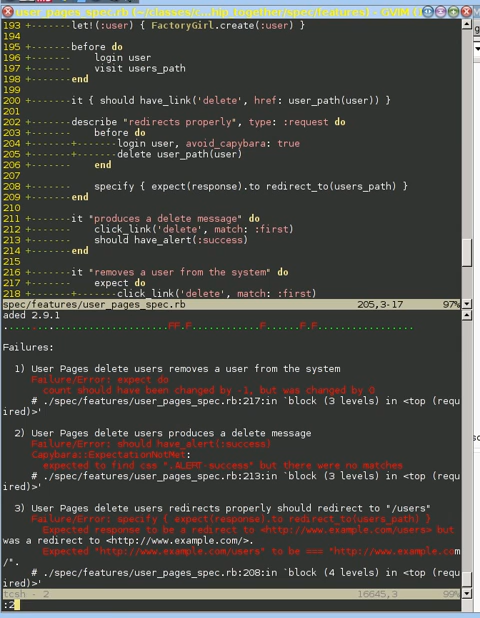 user_pages_spec.rb (~/classes/c...hip together/spec/features) - GVIM
193 +-------let!(:user) { FactoryGirl.create(:user) }
194
195 +-------before do
196 +-------    login user
197 +-------    visit users_path
198 +-------end
199
200 +-------it { should have_link('delete', href: user_path(user)) }
201
202 +-------describe "redirects properly", type: :request do
203 +-------    before do
204 +-------+-------login user, avoid_capybara: true
205 +-------+-------delete user_path(user)
206 +-------    end
207
208 +-------    specify { expect(response).to redirect_to(users_path) }
209 +-------end
210
211 +-------it "produces a delete message" do
212 +-------    click_link('delete', match: :first)
213 +-------    should have_alert(:success)
214 +-------end
215
216 +-------it "removes a user from the system" do
217 +-------    expect do
218 +-------+-------click_link('delete', match: :first)
spec/features/user_pages_spec.rb 205,3-17 97%
aded 2.9.1
Failures:
1) User Pages delete users removes a user from the system
Failure/Error: expect do
count should have been changed by -1, but was changed by 0
# ./spec/features/user_pages_spec.rb:217:in `block (3 levels) in <top (requ
ired)>'
2) User Pages delete users produces a delete message
Failure/Error: should have_alert(:success)
Capybara::ExpectationNotMet:
expected to find css ".ALERT-success" but there were no matches
# ./spec/features/user_pages_spec.rb:213:in `block (3 levels) in <top (requ
ired)>'
3) User Pages delete users redirects properly should redirect to "/users"
Failure/Error: specify { expect(response).to redirect_to(users_path) }
Expected response to be a redirect to <http://www.example.com/users> but
was a redirect to <http://www.example.com/>.
Expected "http://www.example.com/users" to be === "http://www.example.com
/".
# ./spec/features/user_pages_spec.rb:208:in `block (4 levels) in <top (requ
ired)>'
tcsh - 2 16645,3 99%
:2